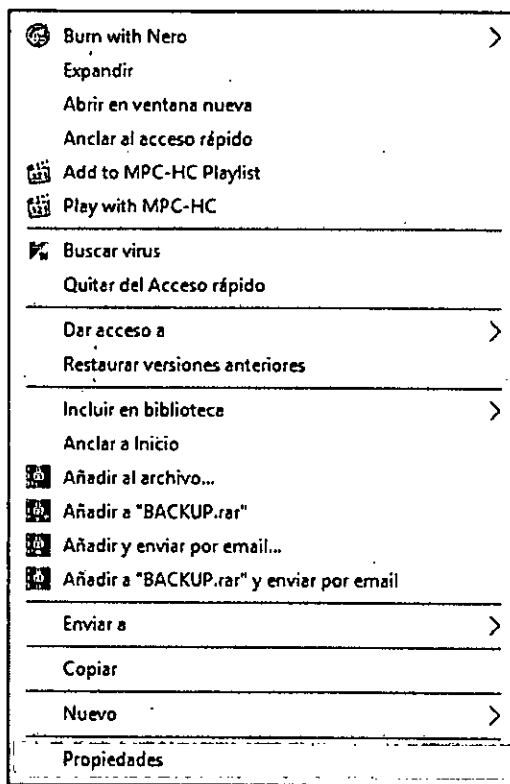 Burn with Nero
Expandir
Abrir en ventana nueva
Anclar al acceso rápido
Add to MPC-HC Playlist
Play with MPC-HC
Buscar virus
Quitar del Acceso rápido
Dar acceso a
Restaurar versiones anteriores
Incluir en biblioteca
Anclar a Inicio
Añadir al archivo...
Añadir a "BACKUP.rar"
Añadir y enviar por email...
Añadir a "BACKUP.rar" y enviar por email
Enviar a
Copiar
Nuevo
Propiedades